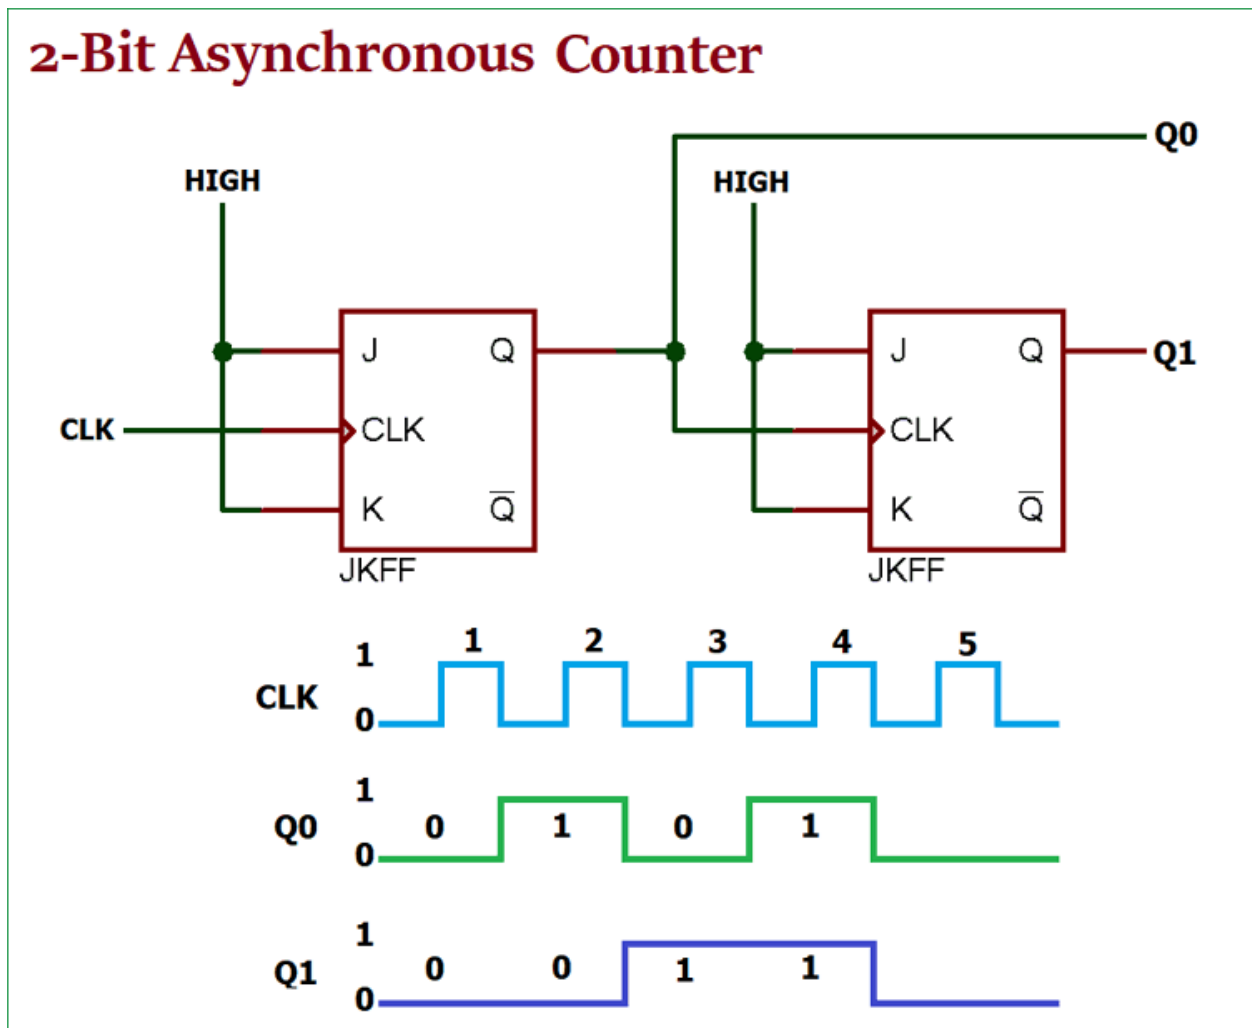 2-Bit Asynchronous Counter
Q0
HIGH HIGH
J Q J Q Q1
CLK CLK CLK
K Q̅ K Q̅
JKFF JKFF
1 2 3 4 5
1
CLK
0
1
Q0 0 1 0 1
0
1
Q1 0 0 1 1
0